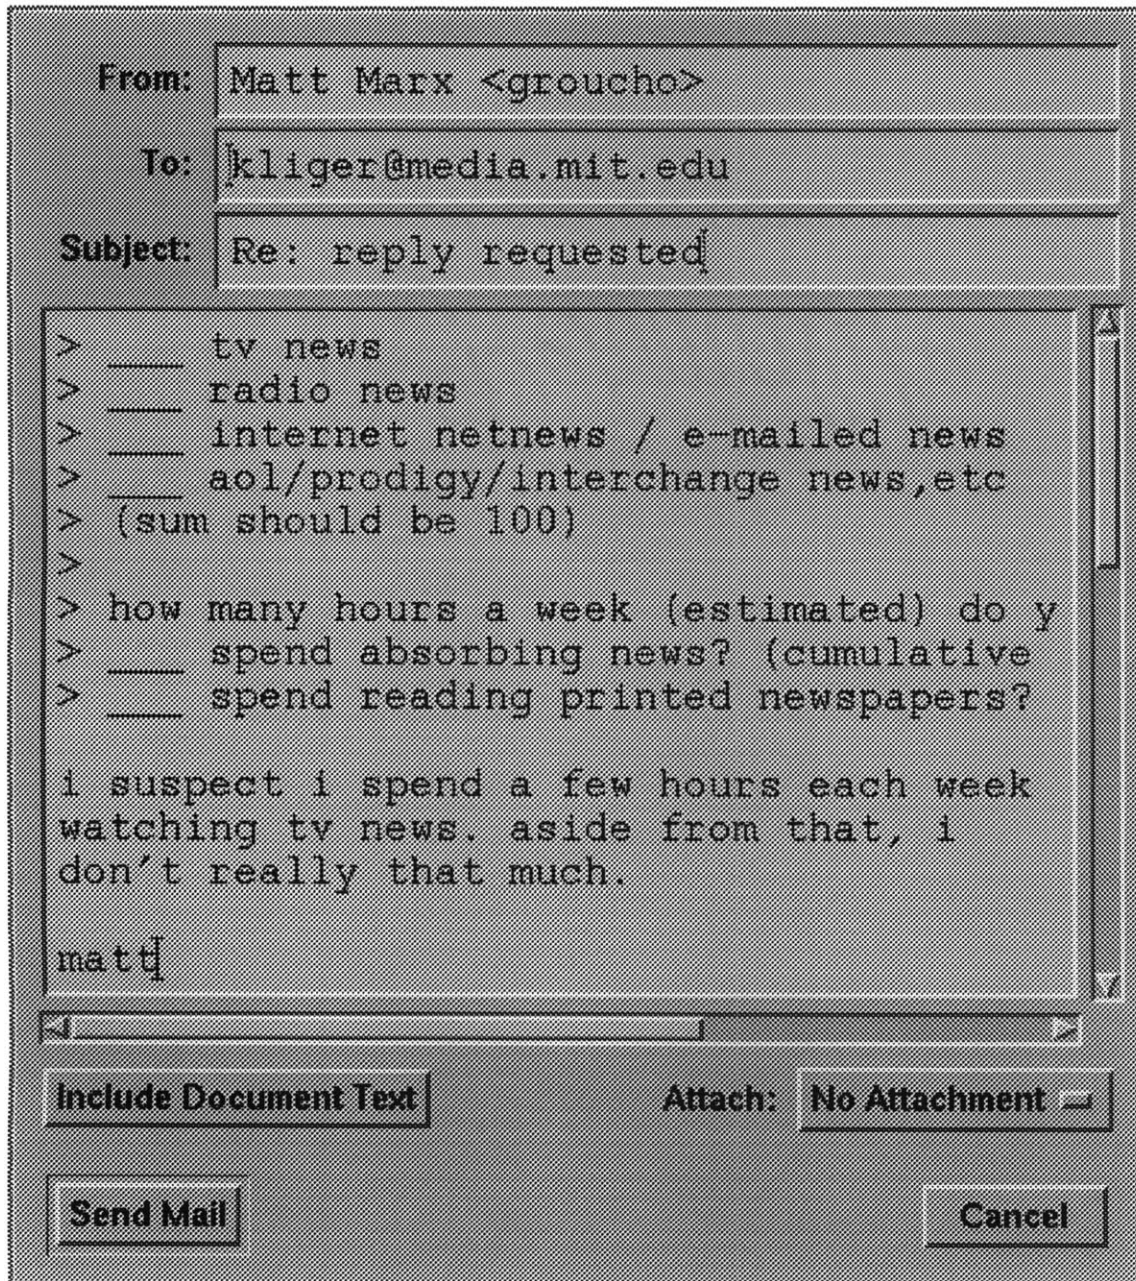 From: Matt Marx <groucho>
To: kliger@media.mit.edu
Subject: Re: reply requested
> ___ tv news
> ___ radio news
> ___ internet netnews / e-mailed news
> ___ aol/prodigy/interchange news,etc
> (sum should be 100)
>
> how many hours a week (estimated) do y
> ___ spend absorbing news? (cumulative
> ___ spend reading printed newspapers?
i suspect i spend a few hours each week
watching tv news. aside from that, i
don't really that much.
matt
Include Document Text Attach: No Attachment
Send Mail Cancel